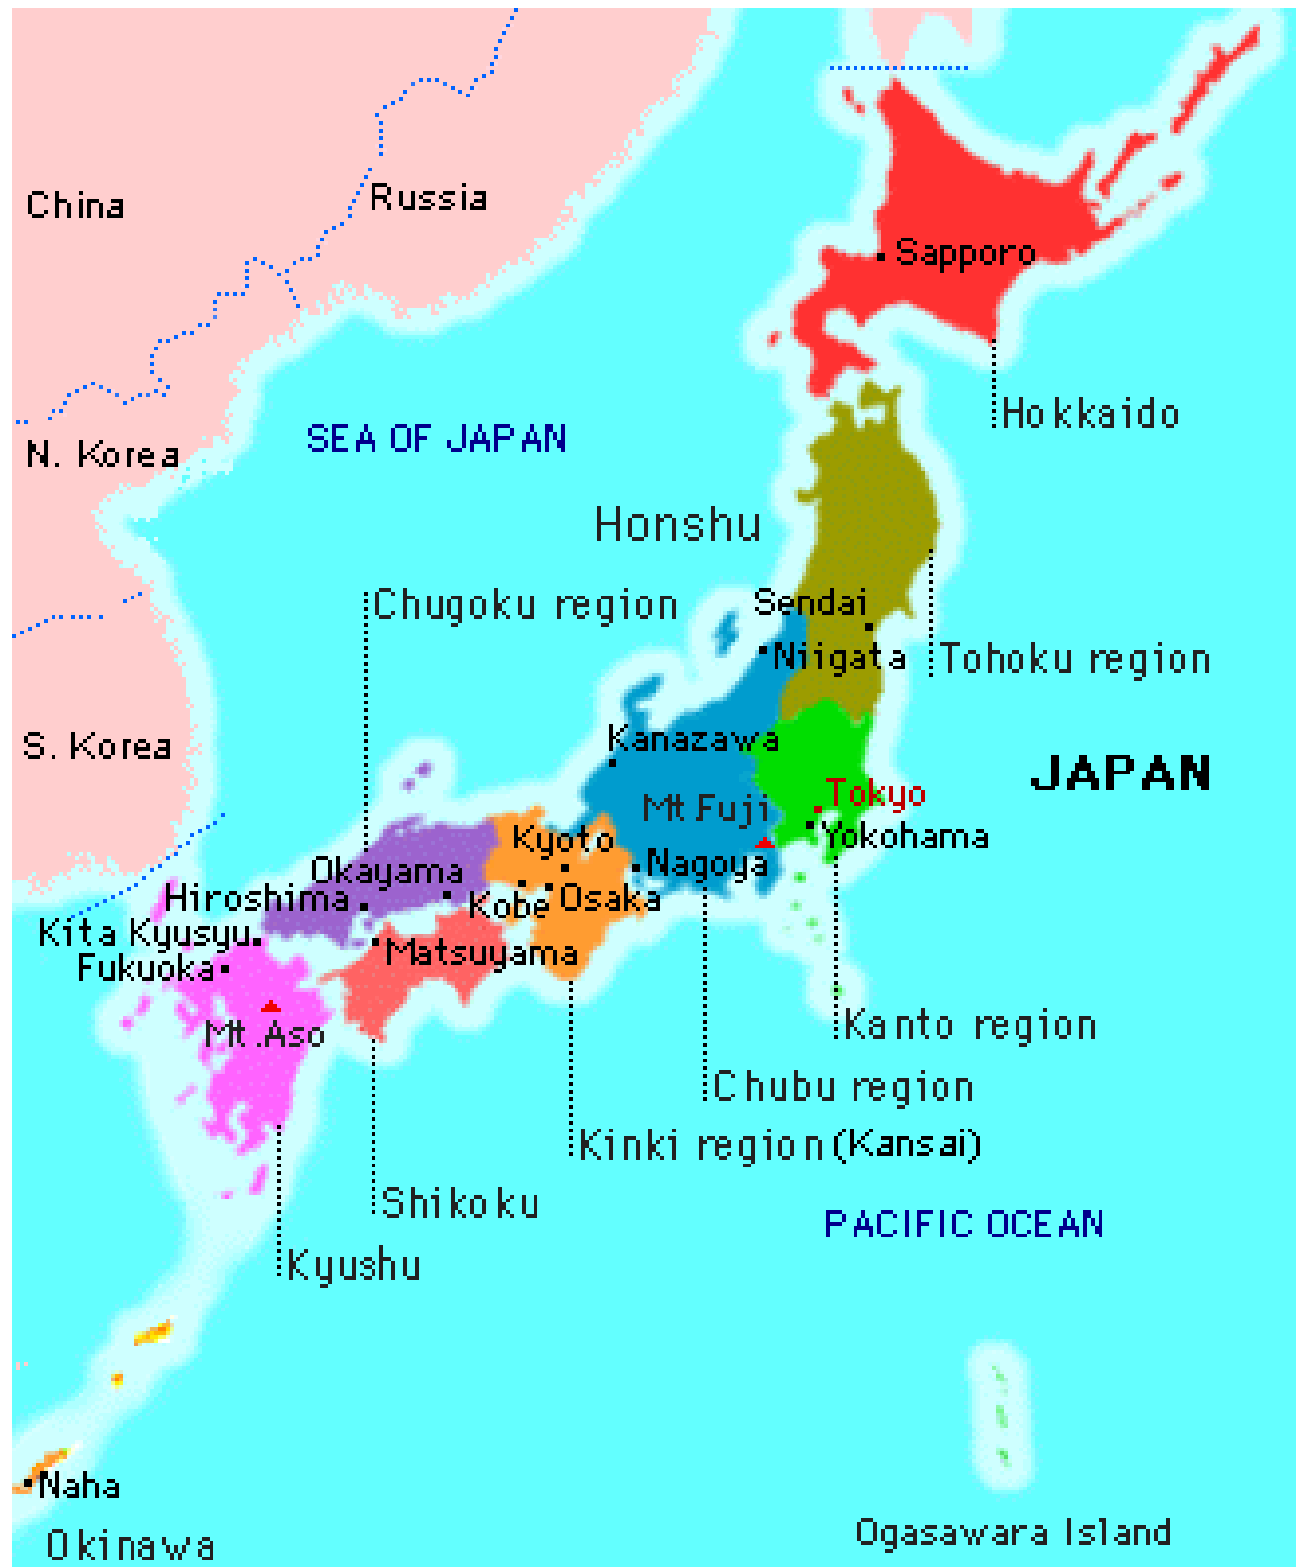 China
Russia
Sapporo
Hokkaido
SEA OF JAPAN
N. Korea
Honshu
Chugoku region
Sendai
Niigata
Tohoku region
S. Korea
Kanazawa
JAPAN
Mt.Fuji
Tokyo
Yokohama
Kyoto
Nagoya
Okayama
Hiroshima
Kobe
Osaka
Kita Kyusyu
Matsuyama
Fukuoka
Mt.Aso
Kanto region
Chubu region
Kinki region (Kansai)
Shikoku
PACIFIC OCEAN
Kyushu
Naha
Okinawa
Ogasawara Island